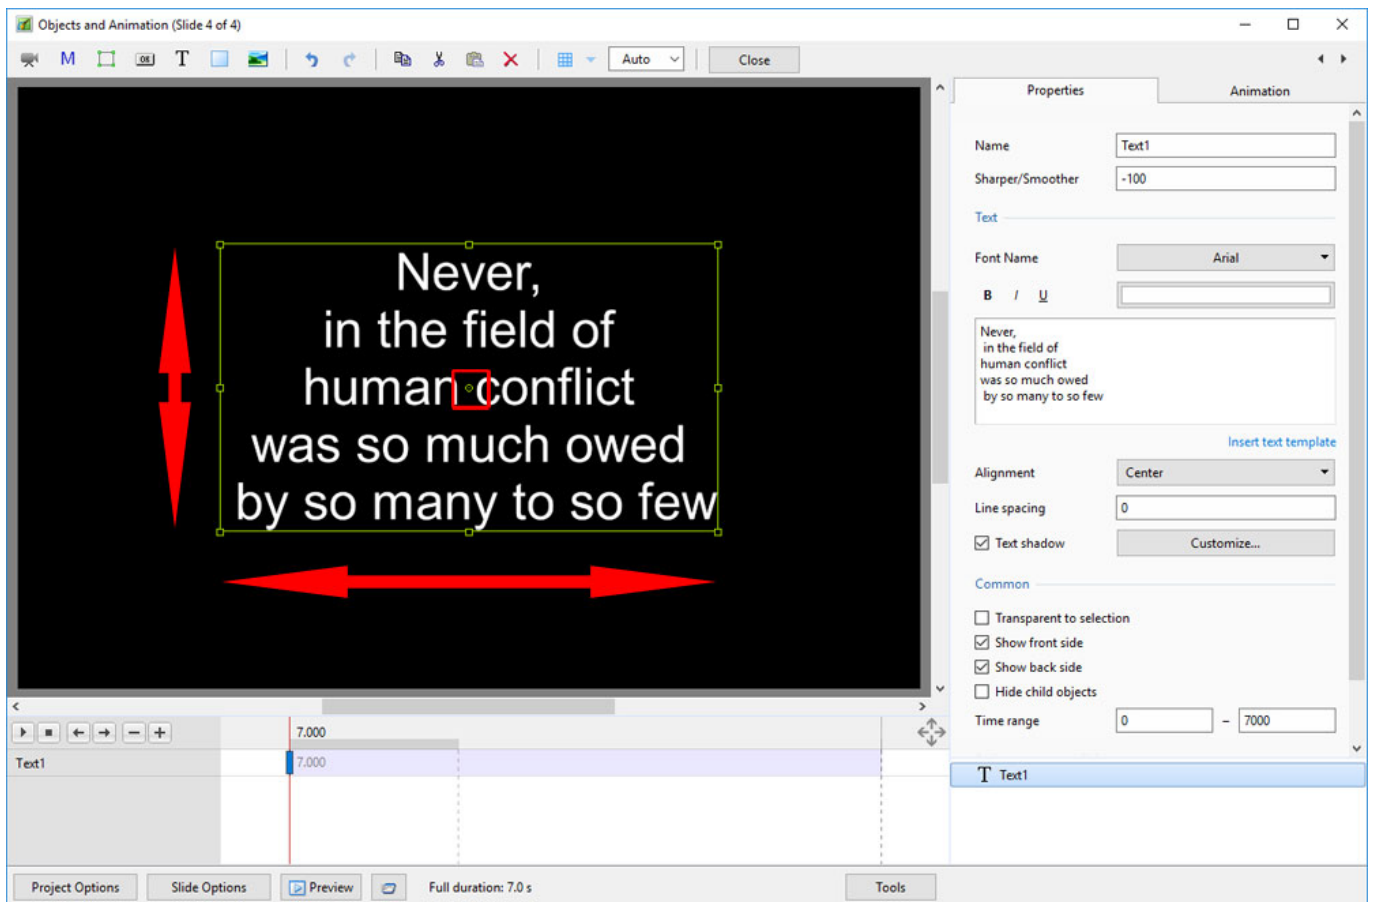 Objects and Animation (Slide 4 of 4)
M OK T Auto Close
Properties Animation
Name Text1
Sharper/Smoother -100
Text
Font Name Arial
B I U
Never,
in the field of
human conflict
was so much owed
by so many to so few
Insert text template
Alignment Center
Line spacing 0
Text shadow Customize...
Common
Transparent to selection
Show front side
Show back side
Hide child objects
Time range 0 – 7000
T Text1
Never,
in the field of
human conflict
was so much owed
by so many to so few
7.000
Text1 7.000
Project Options Slide Options Preview Full duration: 7.0 s Tools